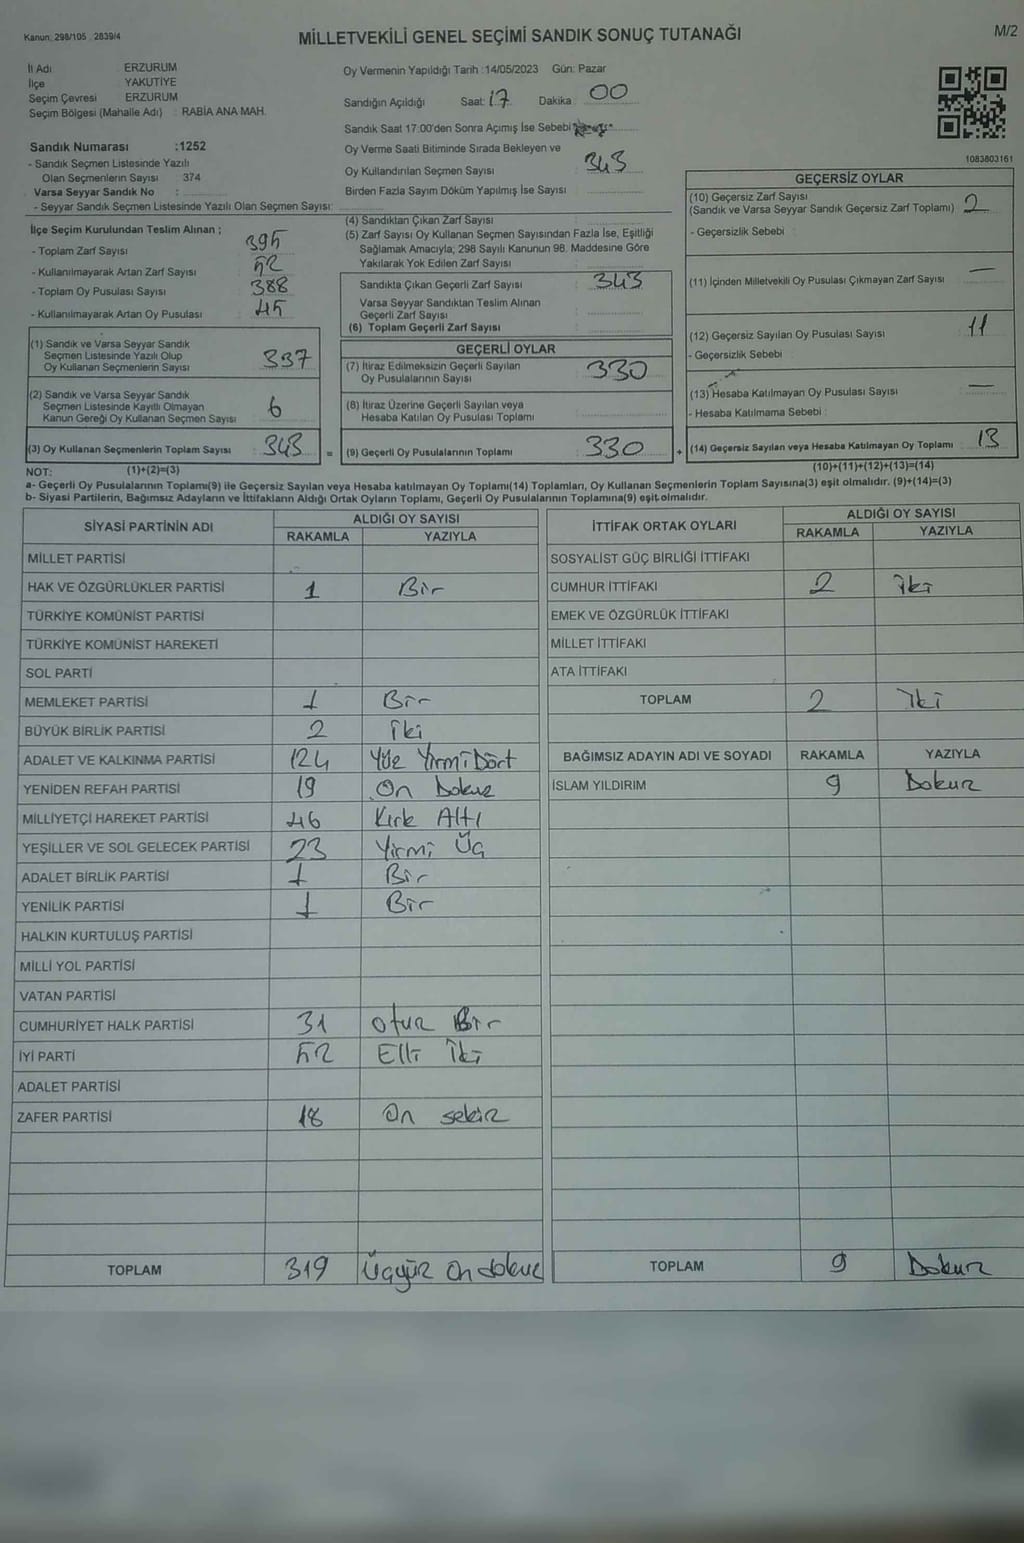 Kanun: 298/105 2839/4
MİLLETVEKİLİ GENEL SEÇİMİ SANDIK SONUÇ TUTANAĞI
M/2
İl Adı : ERZURUM
İlçe : YAKUTİYE
Seçim Çevresi : ERZURUM
Seçim Bölgesi (Mahalle Adı) : RABİA ANA MAH.
Sandık Numarası :1252
- Sandık Seçmen Listesinde Yazılı
Olan Seçmenlerin Sayısı : 374
Varsa Seyyar Sandık No :
- Seyyar Sandık Seçmen Listesinde Yazılı Olan Seçmen Sayısı:
Oy Vermenin Yapıldığı Tarih :14/05/2023 Gün: Pazar
Sandığın Açıldığı Saat: 17 Dakika : 00
Sandık Saat 17:00'den Sonra Açımış İse Sebebi
Oy Verme Saati Bitiminde Sırada Bekleyen ve
Oy Kullandırılan Seçmen Sayısı : 343
Birden Fazla Sayım Döküm Yapılmış İse Sayısı :
1083803161
İlçe Seçim Kurulundan Teslim Alınan ;
- Toplam Zarf Sayısı : 395
- Kullanılmayarak Artan Zarf Sayısı : 52
- Toplam Oy Pusulası Sayısı : 388
- Kullanılmayarak Artan Oy Pusulası : 45
(4) Sandıktan Çıkan Zarf Sayısı :
(5) Zarf Sayısı Oy Kullanan Seçmen Sayısından Fazla İse, Eşitliği
Sağlamak Amacıyla; 298 Sayılı Kanunun 98. Maddesine Göre
Yakılarak Yok Edilen Zarf Sayısı :
Sandıkta Çıkan Geçerli Zarf Sayısı : 343
Varsa Seyyar Sandıktan Teslim Alınan
Geçerli Zarf Sayısı :
(6) Toplam Geçerli Zarf Sayısı :
GEÇERSİZ OYLAR
(10) Geçersiz Zarf Sayısı
(Sandık ve Varsa Seyyar Sandık Geçersiz Zarf Toplamı) : 2
- Geçersizlik Sebebi :
(11) İçinden Milletvekili Oy Pusulası Çıkmayan Zarf Sayısı : —
(12) Geçersiz Sayılan Oy Pusulası Sayısı : 11
- Geçersizlik Sebebi :
(13) Hesaba Katılmayan Oy Pusulası Sayısı : —
- Hesaba Katılmama Sebebi :
(14) Geçersiz Sayılan veya Hesaba Katılmayan Oy Toplamı : 13
(10)+(11)+(12)+(13)=(14)
(1) Sandık ve Varsa Seyyar Sandık
Seçmen Listesinde Yazılı Olup
Oy Kullanan Seçmenlerin Sayısı : 337
(2) Sandık ve Varsa Seyyar Sandık
Seçmen Listesinde Kayıtlı Olmayan
Kanun Gereği Oy Kullanan Seçmen Sayısı : 6
(3) Oy Kullanan Seçmenlerin Toplam Sayısı : 343 =
GEÇERLİ OYLAR
(7) İtiraz Edilmeksizin Geçerli Sayılan
Oy Pusulalarının Sayısı : 330
(8) İtiraz Üzerine Geçerli Sayılan veya
Hesaba Katılan Oy Pusulası Toplamı :
(9) Geçerli Oy Pusulalarının Toplamı : 330 +
NOT: (1)+(2)=(3)
a- Geçerli Oy Pusulalarının Toplamı(9) ile Geçersiz Sayılan veya Hesaba katılmayan Oy Toplamı(14) Toplamları, Oy Kullanan Seçmenlerin Toplam Sayısına(3) eşit olmalıdır. (9)+(14)=(3)
b- Siyasi Partilerin, Bağımsız Adayların ve İttifakların Aldığı Ortak Oyların Toplamı, Geçerli Oy Pusulalarının Toplamına(9) eşit olmalıdır.
SİYASİ PARTİNİN ADI ALDIĞI OY SAYISI
RAKAMLA YAZIYLA
MİLLET PARTİSİ
HAK VE ÖZGÜRLÜKLER PARTİSİ 1 Bir
TÜRKİYE KOMÜNİST PARTİSİ
TÜRKİYE KOMÜNİST HAREKETİ
SOL PARTİ
MEMLEKET PARTİSİ 1 Bir
BÜYÜK BİRLİK PARTİSİ 2 İki
ADALET VE KALKINMA PARTİSİ 124 Yüz Yirmi Dört
YENİDEN REFAH PARTİSİ 19 On Dokuz
MİLLİYETÇİ HAREKET PARTİSİ 46 Kırk Altı
YEŞİLLER VE SOL GELECEK PARTİSİ 23 Yirmi Üç
ADALET BİRLİK PARTİSİ 1 Bir
YENİLİK PARTİSİ 1 Bir
HALKIN KURTULUŞ PARTİSİ
MİLLİ YOL PARTİSİ
VATAN PARTİSİ
CUMHURİYET HALK PARTİSİ 31 Otuz Bir
İYİ PARTİ 52 Elli İki
ADALET PARTİSİ
ZAFER PARTİSİ 18 On sekiz
TOPLAM 319 Üçyüz On dokuz
İTTİFAK ORTAK OYLARI ALDIĞI OY SAYISI
RAKAMLA YAZIYLA
SOSYALİST GÜÇ BİRLİĞİ İTTİFAKI
CUMHUR İTTİFAKI 2 İki
EMEK VE ÖZGÜRLÜK İTTİFAKI
MİLLET İTTİFAKI
ATA İTTİFAKI
TOPLAM 2 İki
BAĞIMSIZ ADAYIN ADI VE SOYADI RAKAMLA YAZIYLA
İSLAM YILDIRIM 9 Dokuz
TOPLAM 9 Dokuz